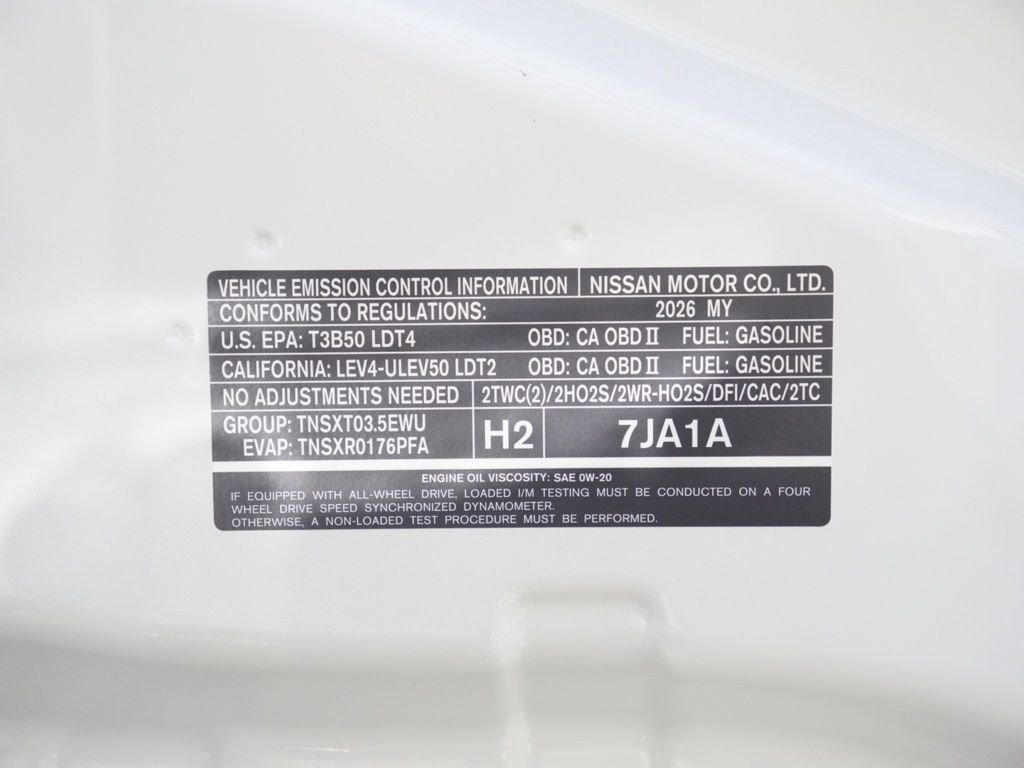 VEHICLE EMISSION CONTROL INFORMATION NISSAN MOTOR CO., LTD.
CONFORMS TO REGULATIONS: 2026 MY
U.S. EPA: T3B50 LDT4 OBD: CA OBD II FUEL: GASOLINE
CALIFORNIA: LEV4-ULEV50 LDT2 OBD: CA OBD II FUEL: GASOLINE
NO ADJUSTMENTS NEEDED 2TWC(2)/2HO2S/2WR-HO2S/DFI/CAC/2TC
GROUP: TNSXT03.5EWU
EVAP: TNSXR0176PFA
H2 7JA1A
ENGINE OIL VISCOSITY: SAE 0W-20
IF EQUIPPED WITH ALL-WHEEL DRIVE, LOADED I/M TESTING MUST BE CONDUCTED ON A FOUR
WHEEL DRIVE SPEED SYNCHRONIZED DYNAMOMETER.
OTHERWISE, A NON-LOADED TEST PROCEDURE MUST BE PERFORMED.